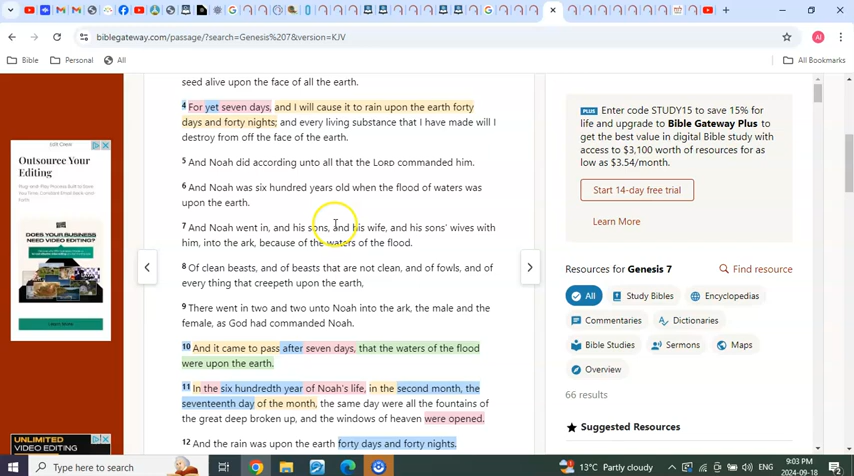 biblegateway.com/passage/?search=Genesis%207&version=KJV
Bible
Personal
All
All Bookmarks
seed alive upon the face of all the earth.
4 For yet seven days, and I will cause it to rain upon the earth forty
days and forty nights; and every living substance that I have made will I
destroy from off the face of the earth.
5 And Noah did according unto all that the LORD commanded him.
6 And Noah was six hundred years old when the flood of waters was
upon the earth.
7 And Noah went in, and his sons, and his wife, and his sons' wives with
him, into the ark, because of the waters of the flood.
8 Of clean beasts, and of beasts that are not clean, and of fowls, and of
every thing that creepeth upon the earth,
9 There went in two and two unto Noah into the ark, the male and the
female, as God had commanded Noah.
10 And it came to pass after seven days, that the waters of the flood
were upon the earth.
11 In the six hundredth year of Noah's life, in the second month, the
seventeenth day of the month, the same day were all the fountains of
the great deep broken up, and the windows of heaven were opened.
12 And the rain was upon the earth forty days and forty nights.
Outsource Your
Editing
DOES YOUR BUSINESS
NEED VIDEO EDITING?
UNLIMITED
VIDEO EDITING
PLUS Enter code STUDY15 to save 15% for
life and upgrade to Bible Gateway Plus to
get the best value in digital Bible study with
access to $3,100 worth of resources for as
low as $3.54/month.
Start 14-day free trial
Learn More
Resources for Genesis 7
Find resource
All
Study Bibles
Encyclopedias
Commentaries
Dictionaries
Bible Studies
Sermons
Maps
Overview
66 results
Suggested Resources
Type here to search
13°C Partly cloudy
ENG
9:03 PM
2024-09-18